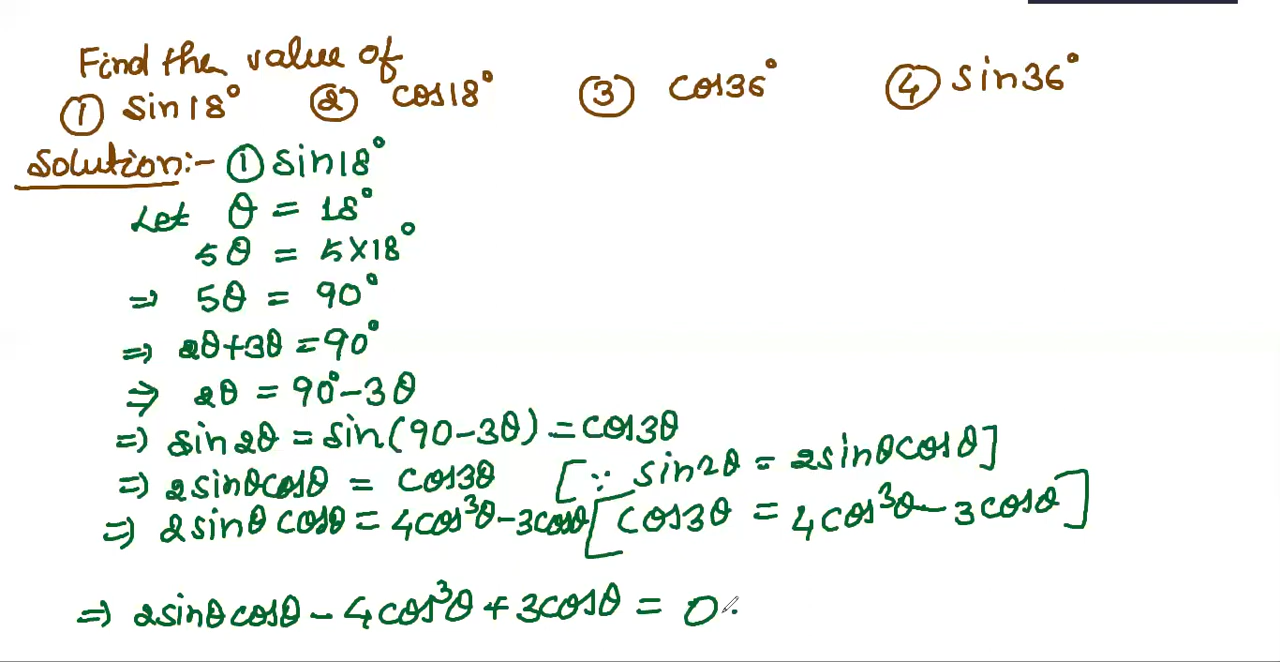 Find the value of
① sin18° ② cos18° ③ cos36° ④ sin36°
Solution:- ① sin18°
Let θ = 18°
5θ = 5×18°
⇒ 5θ = 90°
⇒ 2θ+3θ = 90°
⇒ 2θ = 90°-3θ
⇒ sin2θ = sin(90-3θ) = cos3θ
⇒ 2sinθcosθ = cos3θ [∵ sin2θ = 2sinθcosθ]
⇒ 2sinθ cosθ = 4cos³θ-3cosθ [cos3θ = 4cos³θ-3cosθ]
⇒ 2sinθcosθ - 4cos³θ + 3cosθ = 0